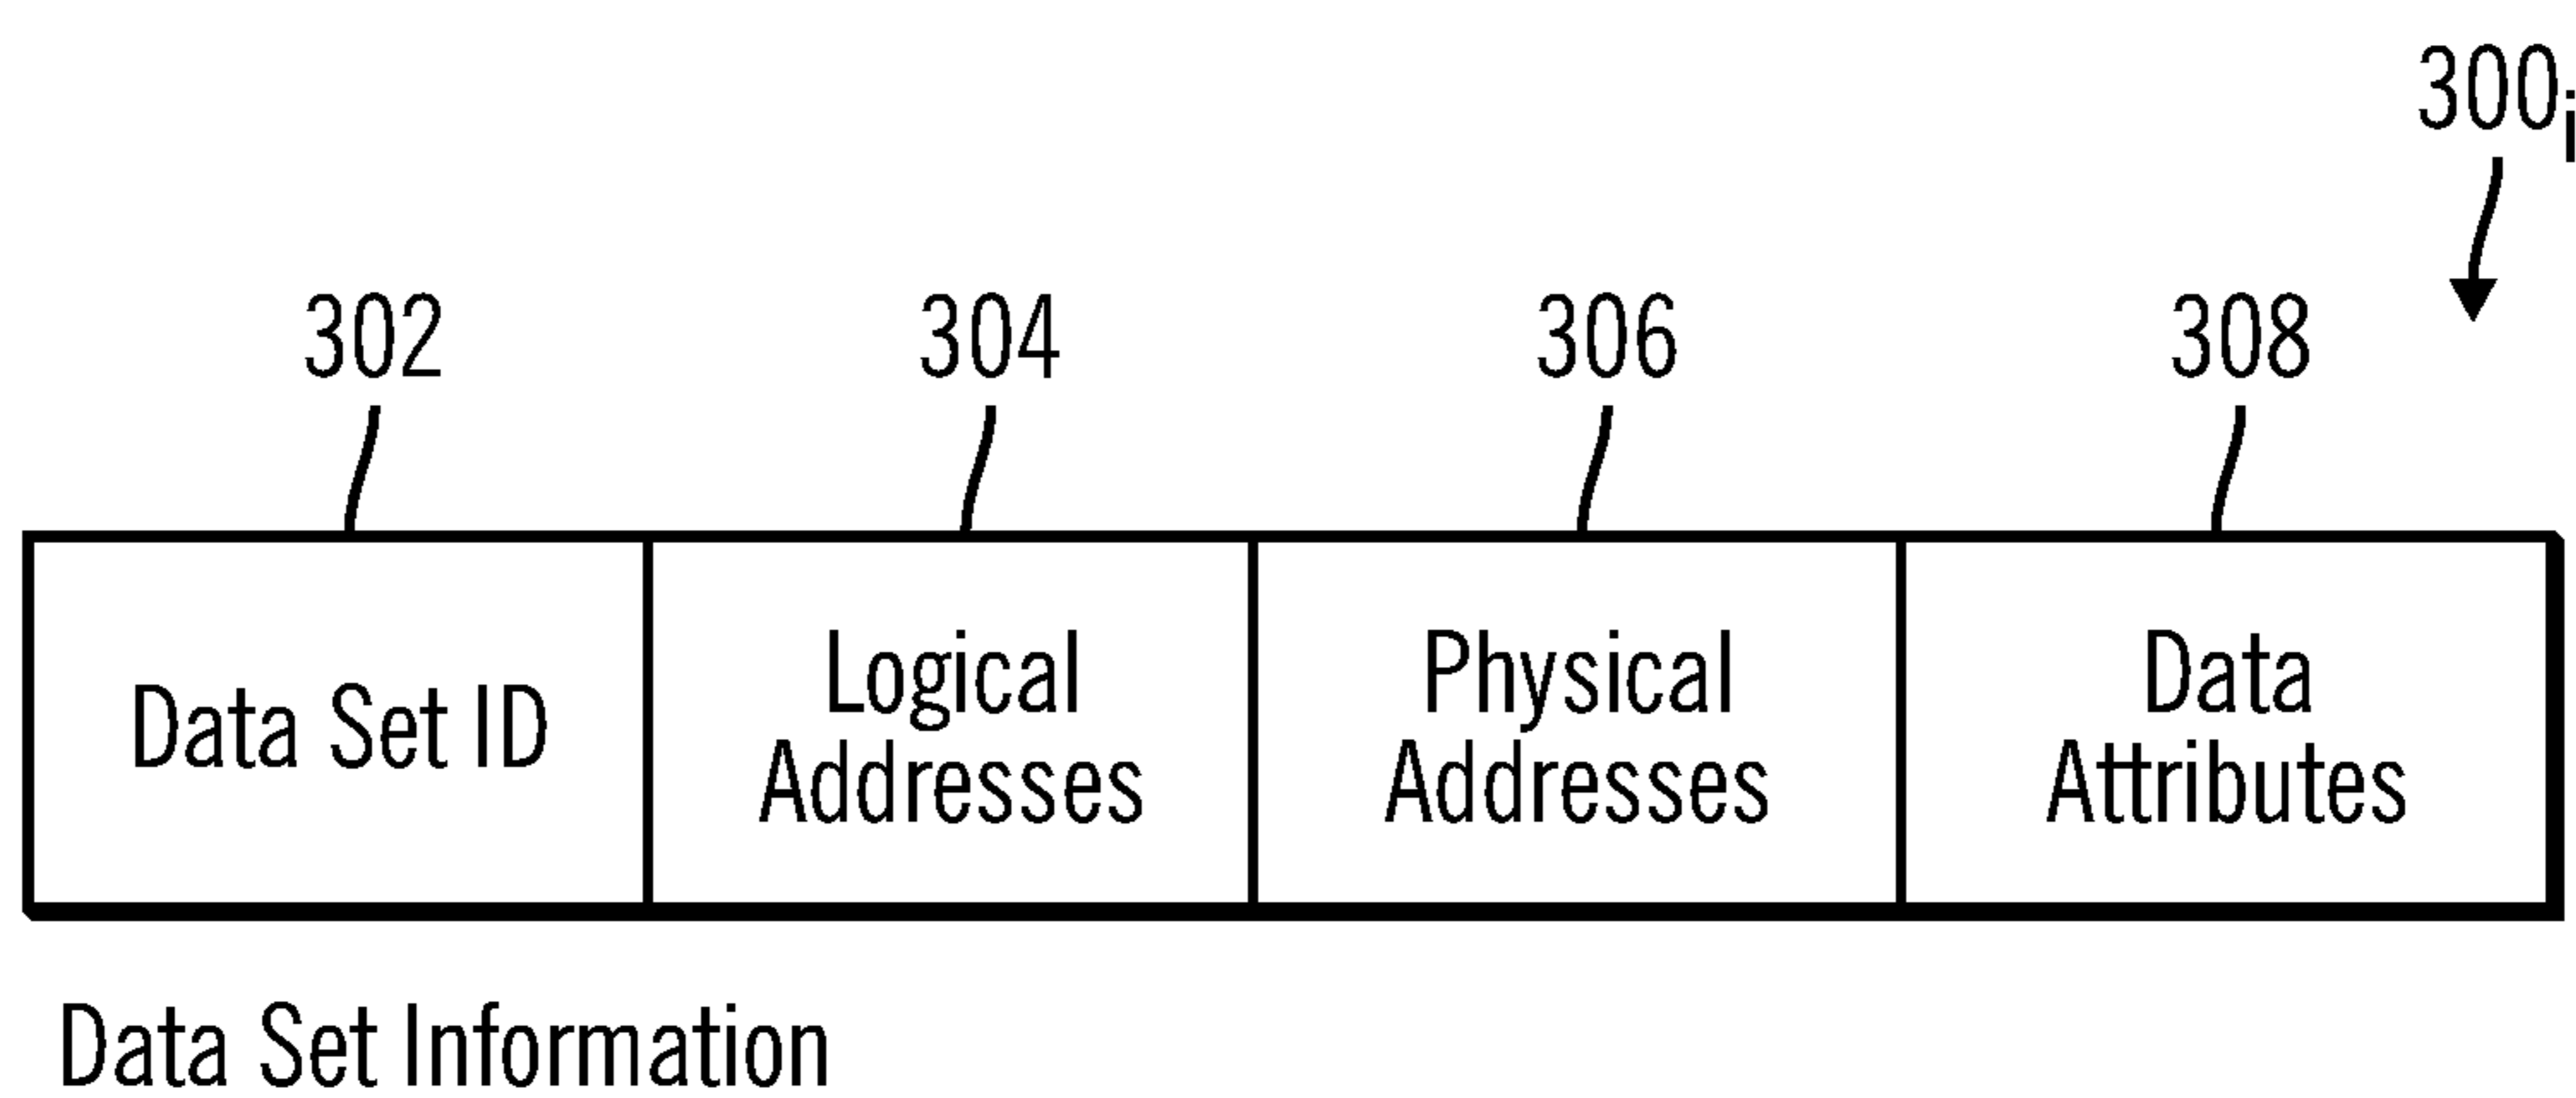 300i
302 304 306 308
Data Set ID
Logical
Addresses
Physical
Addresses
Data
Attributes
Data Set Information